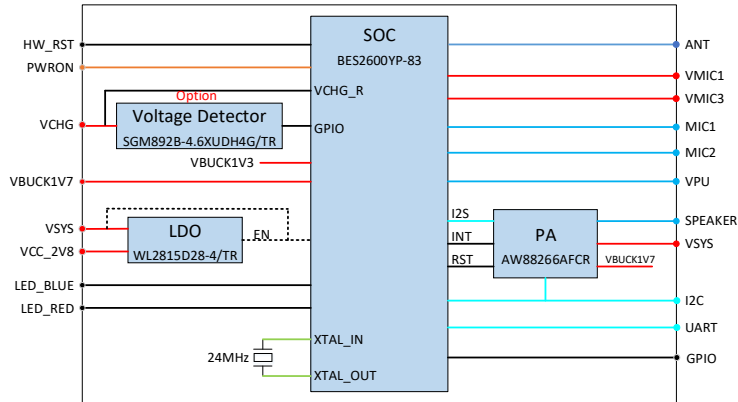 SOC
BES2600YP-83
HW_RST
PWRON
VCHG
VBUCK1V7
VSYS
VCC_2V8
LED_BLUE
LED_RED
Option
Voltage Detector
SGM892B-4.6XUDH4G/TR
VCHG_R
GPIO
VBUCK1V3
LDO
WL2815D28-4/TR
EN
24MHz
XTAL_IN
XTAL_OUT
I2S
INT
RST
PA
AW88266AFCR
VBUCK1V7
ANT
VMIC1
VMIC3
MIC1
MIC2
VPU
SPEAKER
VSYS
I2C
UART
GPIO